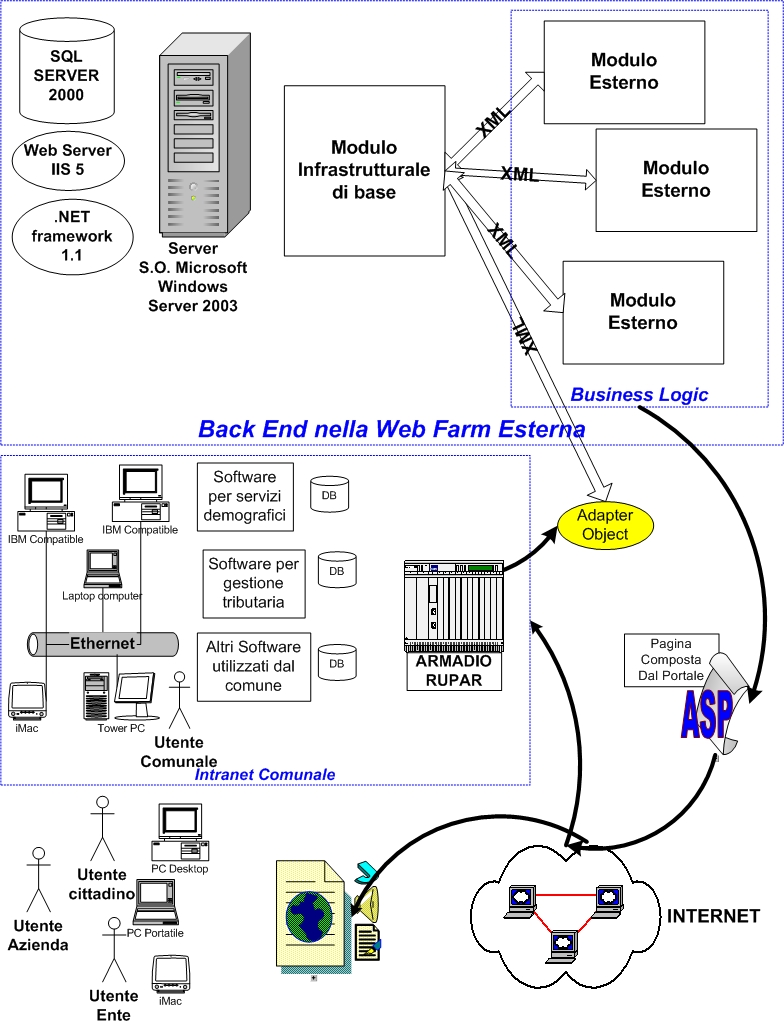 SQL
SERVER
2000
Web Server
IIS 5
.NET
framework
1.1
Server
S.O. Microsoft
Windows
Server 2003
Modulo
Infrastrutturale
di base
XML
XML
XML
XML
Modulo
Esterno
Modulo
Esterno
Modulo
Esterno
Business Logic
Back End nella Web Farm Esterna
IBM Compatible
IBM Compatible
Laptop computer
Ethernet
iMac
Tower PC
Software
per servizi
demografici
DB
Software per
gestione
tributaria
DB
Altri Software
utilizzati dal
comune
DB
Utente
Comunale
Intranet Comunale
ARMADIO
RUPAR
Adapter
Object
Pagina
Composta
Dal Portale
ASP
Utente
cittadino
PC Desktop
Utente
Azienda
PC Portatile
Utente
Ente
iMac
INTERNET